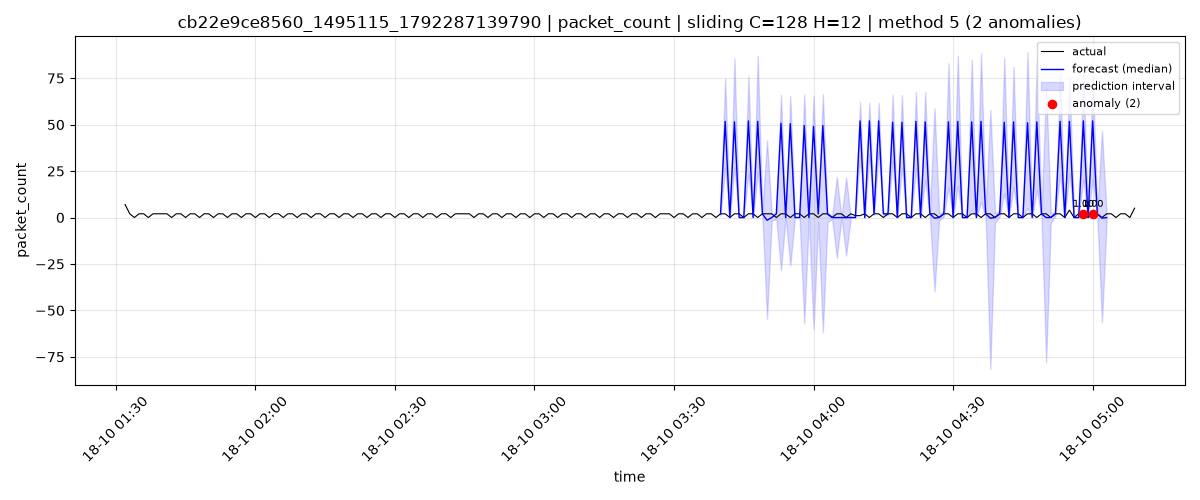 cb22e9ce8560_1495115_1792287139790 | packet_count | sliding C=128 H=12 | method 5 (2 anomalies)
actual
forecast (median)
prediction interval
anomaly (2)
packet_count
75
50
25
0
−25
−50
−75
18-10 01:30
18-10 02:00
18-10 02:30
18-10 03:00
18-10 03:30
18-10 04:00
18-10 04:30
18-10 05:00
time